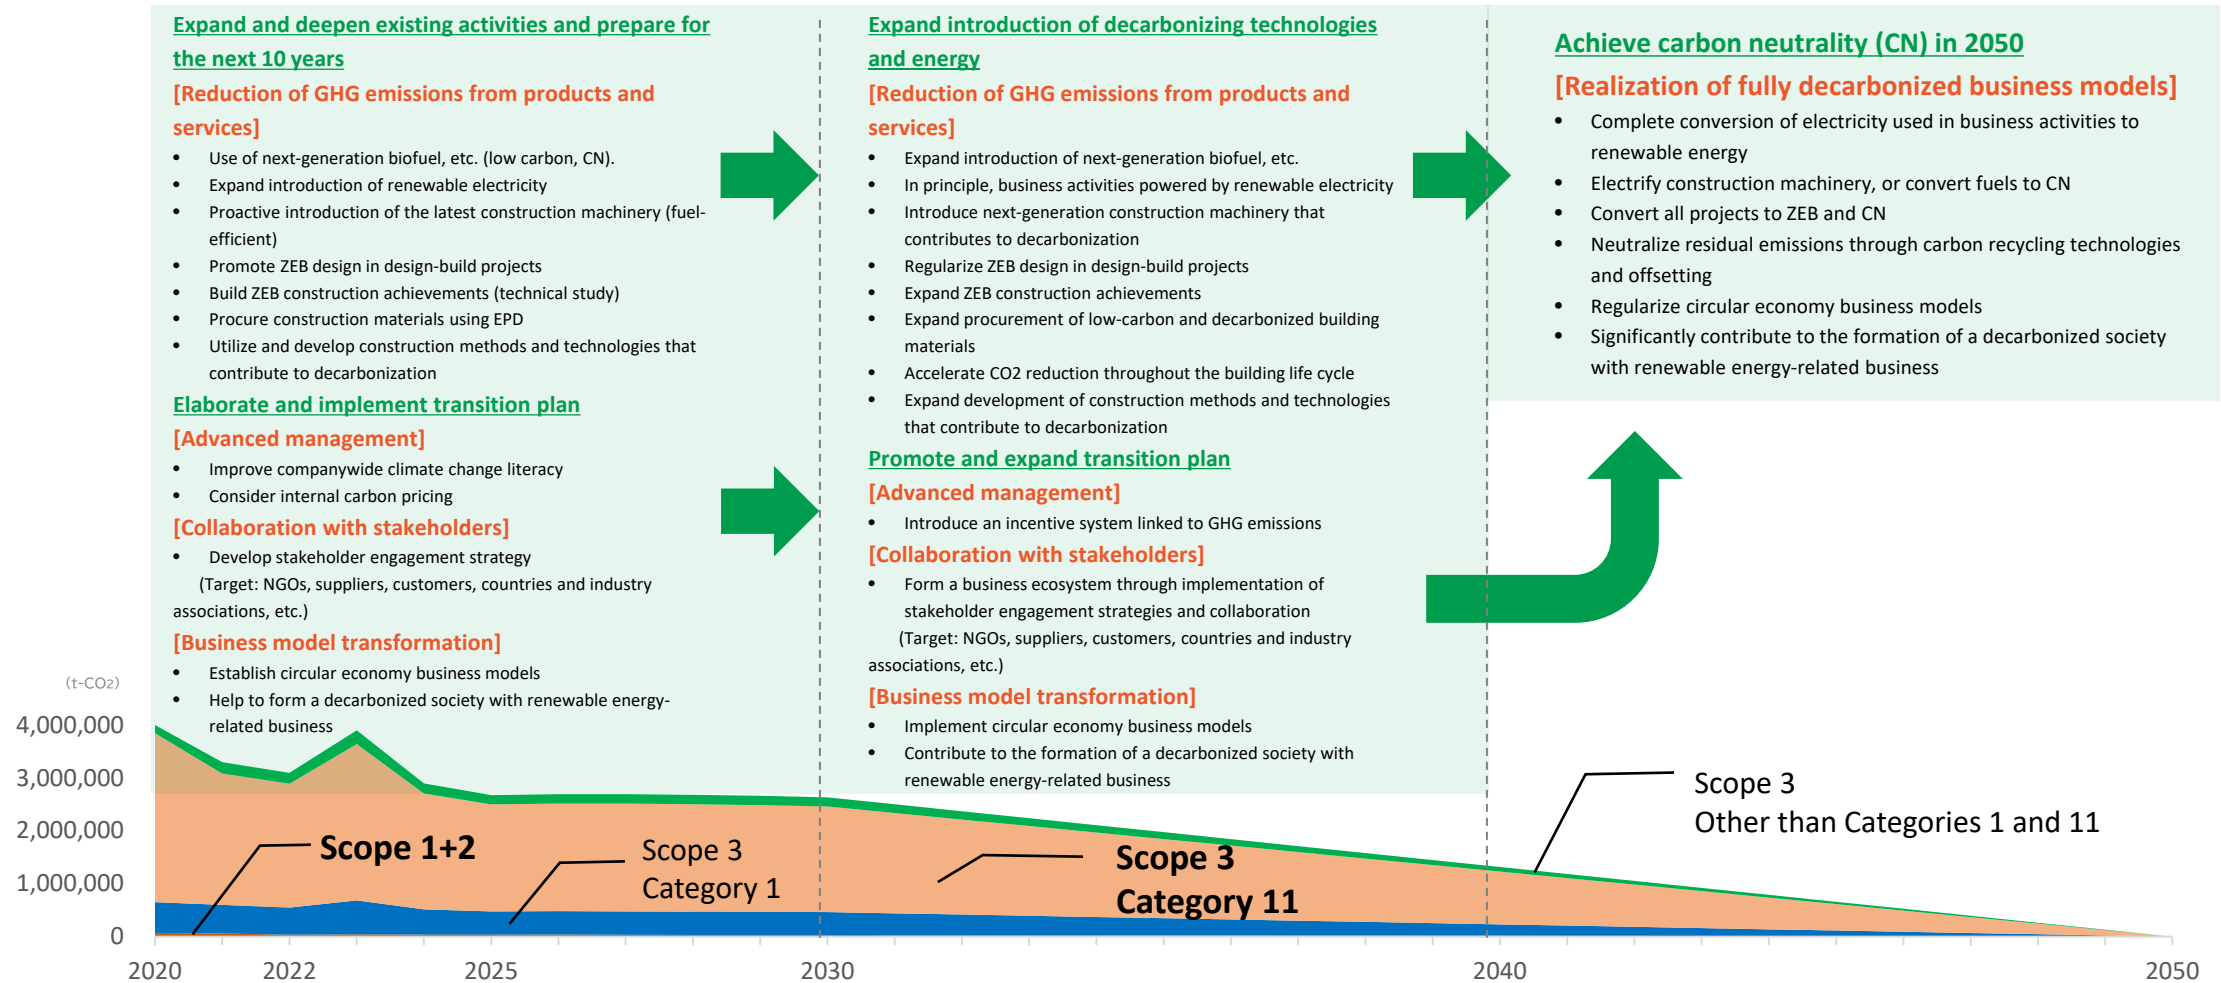 Expand and deepen existing activities and prepare for
the next 10 years
[Reduction of GHG emissions from products and
services]
• Use of next-generation biofuel, etc. (low carbon, CN).
• Expand introduction of renewable electricity
• Proactive introduction of the latest construction machinery (fuel-
efficient)
• Promote ZEB design in design-build projects
• Build ZEB construction achievements (technical study)
• Procure construction materials using EPD
• Utilize and develop construction methods and technologies that
contribute to decarbonization
Elaborate and implement transition plan
[Advanced management]
• Improve companywide climate change literacy
• Consider internal carbon pricing
[Collaboration with stakeholders]
• Develop stakeholder engagement strategy
(Target: NGOs, suppliers, customers, countries and industry
associations, etc.)
[Business model transformation]
• Establish circular economy business models
• Help to form a decarbonized society with renewable energy-
related business
Expand introduction of decarbonizing technologies
and energy
[Reduction of GHG emissions from products and
services]
• Expand introduction of next-generation biofuel, etc.
• In principle, business activities powered by renewable electricity
• Introduce next-generation construction machinery that
contributes to decarbonization
• Regularize ZEB design in design-build projects
• Expand ZEB construction achievements
• Expand procurement of low-carbon and decarbonized building
materials
• Accelerate CO2 reduction throughout the building life cycle
• Expand development of construction methods and technologies
that contribute to decarbonization
Promote and expand transition plan
[Advanced management]
• Introduce an incentive system linked to GHG emissions
[Collaboration with stakeholders]
• Form a business ecosystem through implementation of
stakeholder engagement strategies and collaboration
(Target: NGOs, suppliers, customers, countries and industry
associations, etc.)
[Business model transformation]
• Implement circular economy business models
• Contribute to the formation of a decarbonized society with
renewable energy-related business
Achieve carbon neutrality (CN) in 2050
[Realization of fully decarbonized business models]
• Complete conversion of electricity used in business activities to
renewable energy
• Electrify construction machinery, or convert fuels to CN
• Convert all projects to ZEB and CN
• Neutralize residual emissions through carbon recycling technologies
and offsetting
• Regularize circular economy business models
• Significantly contribute to the formation of a decarbonized society
with renewable energy-related business
(t-CO2)
4,000,000
3,000,000
2,000,000
1,000,000
0
Scope 1+2
Scope 3
Category 1
Scope 3
Category 11
Scope 3
Other than Categories 1 and 11
2020
2022
2025
2030
2040
2050